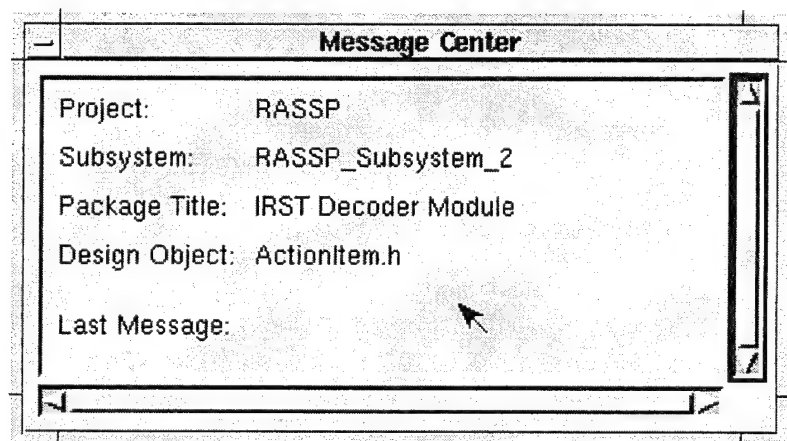 Message Center
Project: RASSP
Subsystem: RASSP_Subsystem_2
Package Title: IRST Decoder Module
Design Object: ActionItem.h
Last Message: